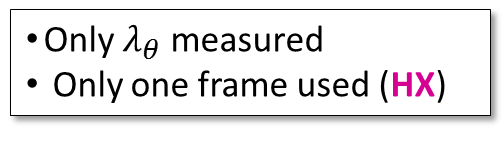 • Only λ_θ measured
• Only one frame used (HX)